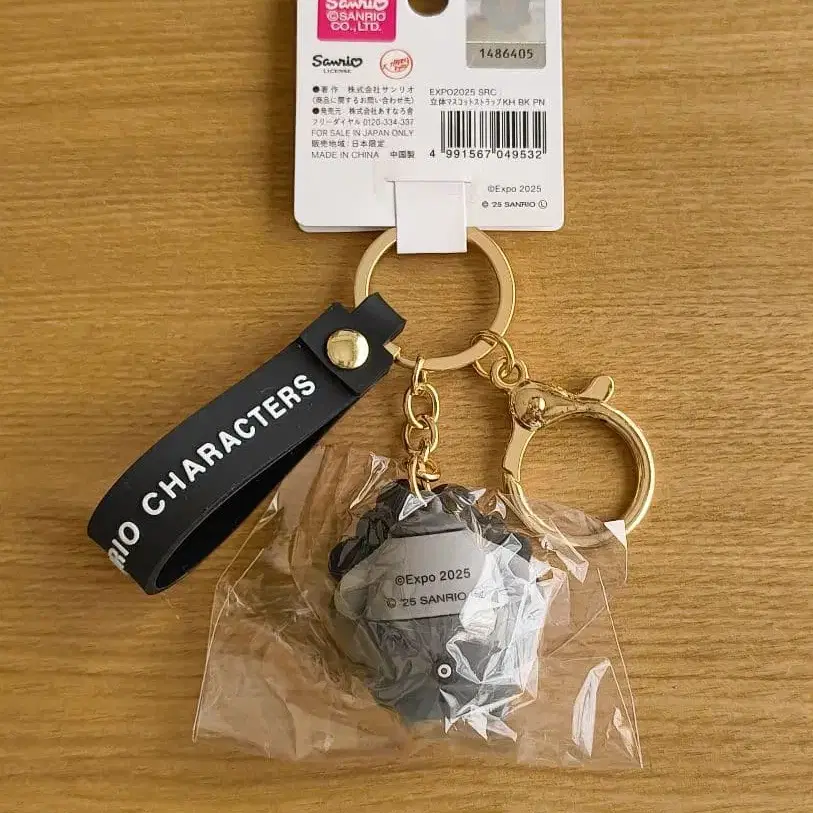 Sanrio
©SANRIO
CO., LTD.
Sanrio
LICENSE
1486405
●著作 株式会社サンリオ
(商品に関するお問い合わせ先)
●発売元 株式会社あすなろ舎
フリーダイヤル 0120-334-337
FOR SALE IN JAPAN ONLY
販売地域:日本限定
MADE IN CHINA 中国製
EXPO2025 SRC
立体マスコットストラップKH BK PN
4 991567 049532
©Expo 2025
© '25 SANRIO Ⓛ
RIO CHARACTERS
©Expo 2025
© '25 SANRIO